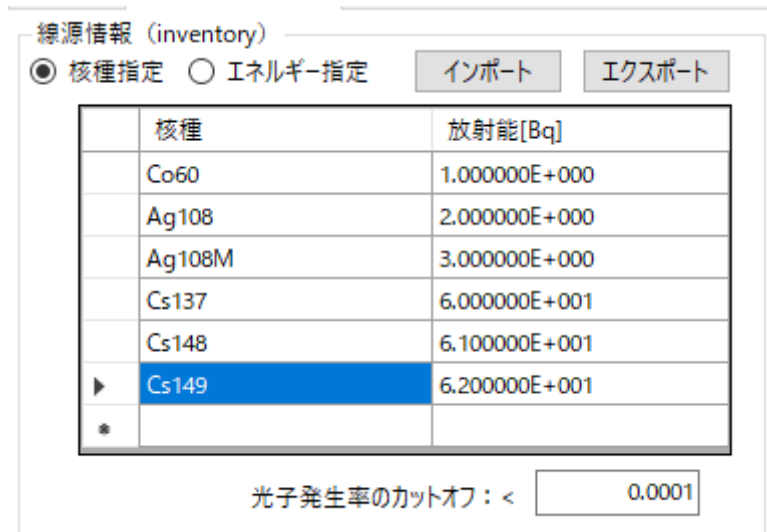 線源情報（inventory）
核種指定 エネルギー指定 インポート エクスポート
核種 放射能[Bq]
Co60 1.000000E+000
Ag108 2.000000E+000
Ag108M 3.000000E+000
Cs137 6.000000E+001
Cs148 6.100000E+001
Cs149 6.200000E+001
光子発生率のカットオフ：< 0.0001